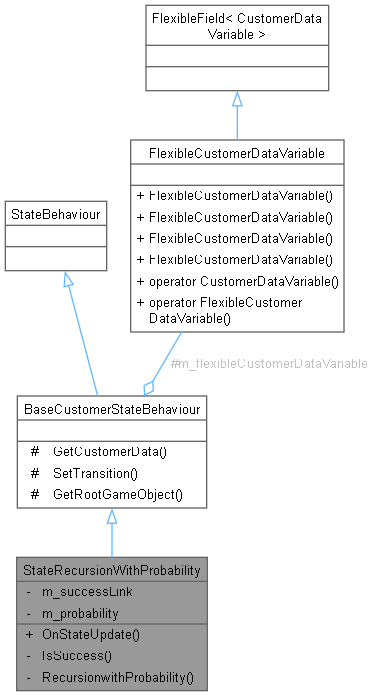 FlexibleField< CustomerData
Variable >
FlexibleCustomerDataVariable
+ FlexibleCustomerDataVariable()
+ FlexibleCustomerDataVariable()
+ FlexibleCustomerDataVariable()
+ FlexibleCustomerDataVariable()
+ operator CustomerDataVariable()
+ operator FlexibleCustomer
DataVariable()
StateBehaviour
#m_flexibleCustomerDataVariable
BaseCustomerStateBehaviour
# GetCustomerData()
# SetTransition()
# GetRootGameObject()
StateRecursionWithProbability
- m_successLink
- m_probability
+ OnStateUpdate()
- IsSuccess()
- RecursionwithProbability()